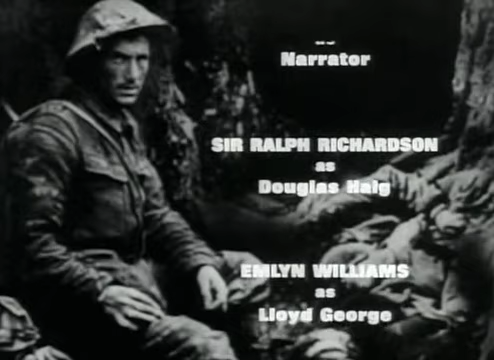 Narrator
SIR RALPH RICHARDSON
as
Douglas Haig
EMLYN WILLIAMS
as
Lloyd George